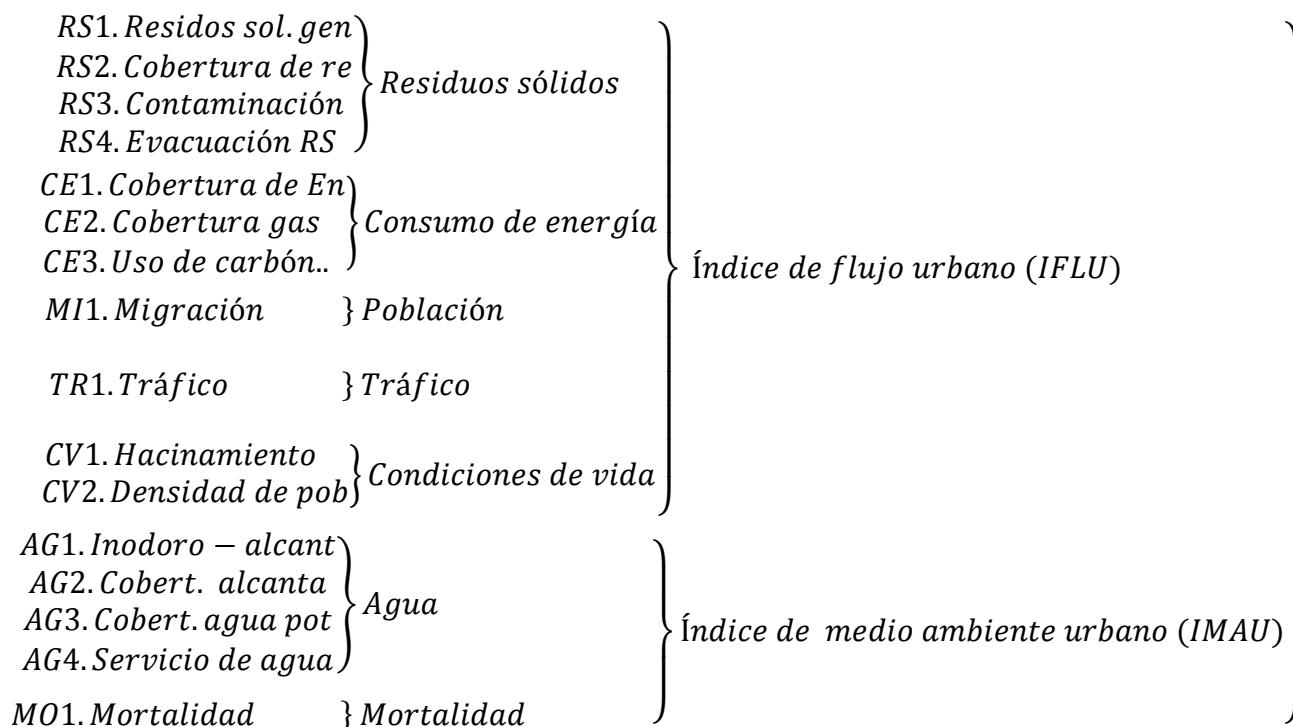 RS1. Residos sol. gen
RS2. Cobertura de re
RS3. Contaminación
RS4. Evacuación RS
} Residuos sólidos
CE1. Cobertura de En
CE2. Cobertura gas
CE3. Uso de carbón..
} Consumo de energía
MI1. Migración } Población
TR1. Tráfico } Tráfico
CV1. Hacinamiento
CV2. Densidad de pob
} Condiciones de vida
} Índice de flujo urbano (IFLU)
AG1. Inodoro − alcant
AG2. Cobert. alcanta
AG3. Cobert. agua pot
AG4. Servicio de agua
} Agua
MO1. Mortalidad } Mortalidad
} Índice de medio ambiente urbano (IMAU)